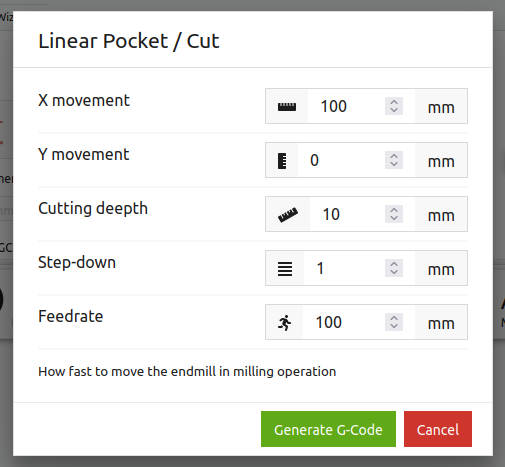 Wiz
Linear Pocket / Cut
X movement 100 mm
Y movement 0 mm
Cutting deepth 10 mm
Step-down 1 mm
Feedrate 100 mm
How fast to move the endmill in milling operation
Generate G-Code Cancel